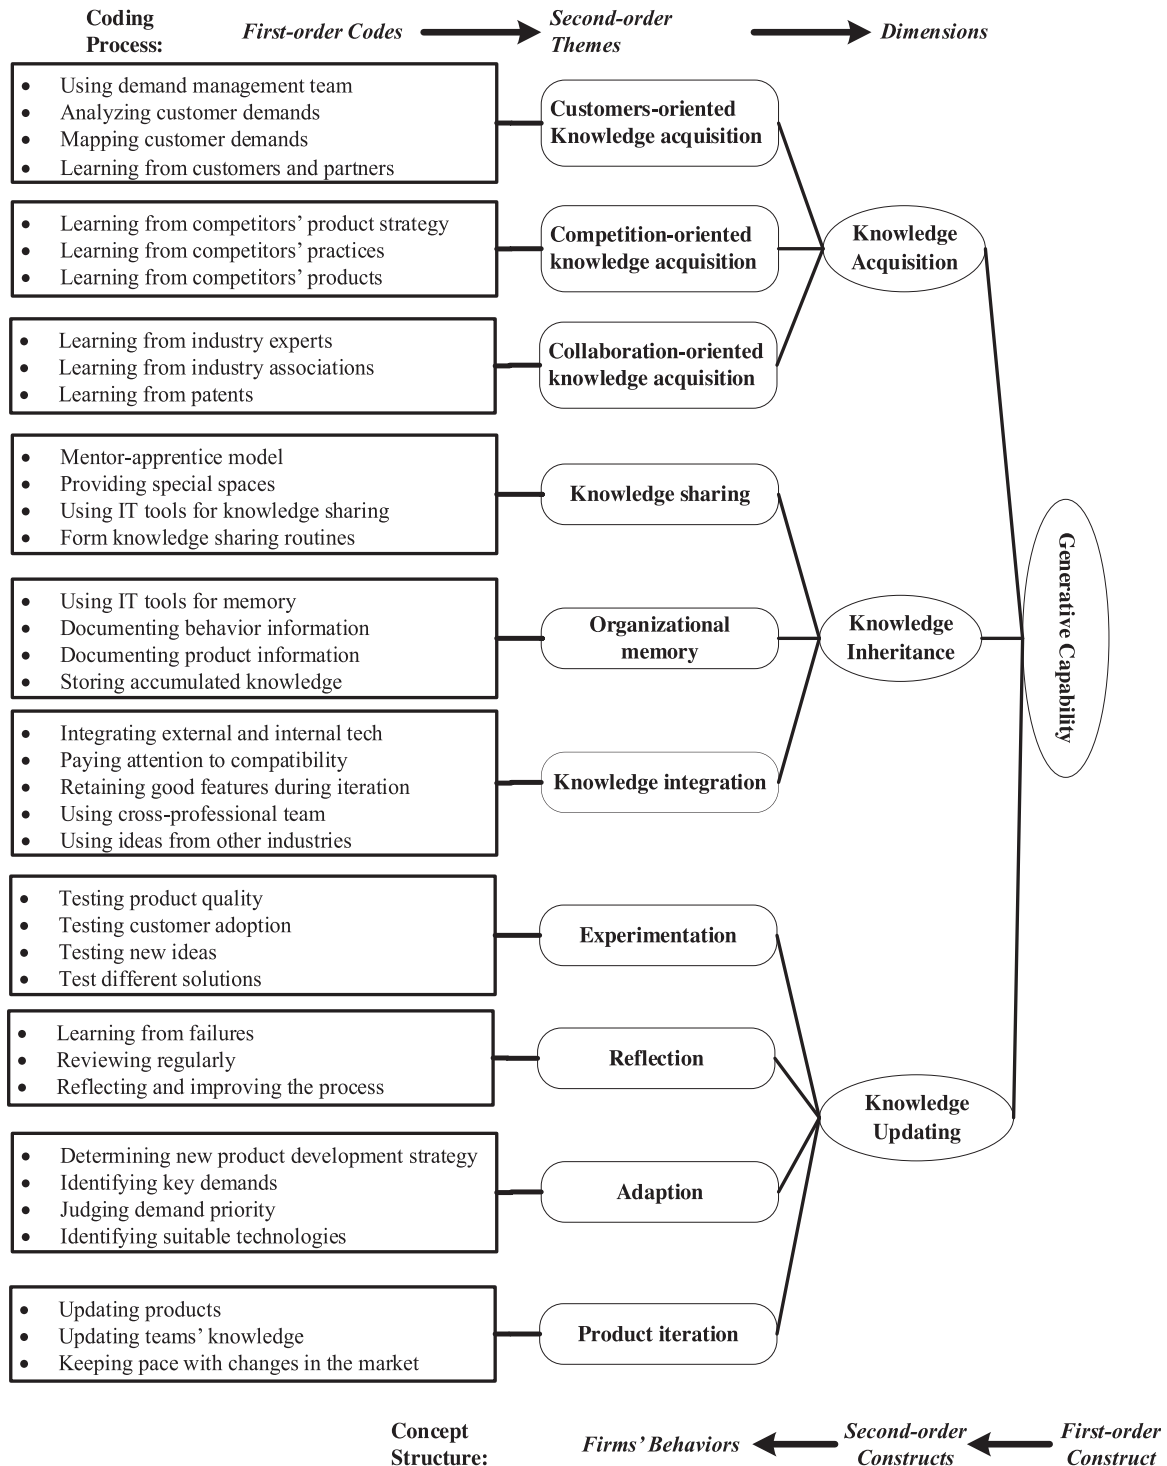 Coding
Process:
First-order Codes
Second-order
Themes
Dimensions
• Using demand management team
• Analyzing customer demands
• Mapping customer demands
• Learning from customers and partners
Customers-oriented
Knowledge acquisition
• Learning from competitors’ product strategy
• Learning from competitors’ practices
• Learning from competitors’ products
Competition-oriented
knowledge acquisition
Knowledge
Acquisition
• Learning from industry experts
• Learning from industry associations
• Learning from patents
Collaboration-oriented
knowledge acquisition
• Mentor-apprentice model
• Providing special spaces
• Using IT tools for knowledge sharing
• Form knowledge sharing routines
Knowledge sharing
• Using IT tools for memory
• Documenting behavior information
• Documenting product information
• Storing accumulated knowledge
Organizational
memory
Knowledge
Inheritance
Generative Capability
• Integrating external and internal tech
• Paying attention to compatibility
• Retaining good features during iteration
• Using cross-professional team
• Using ideas from other industries
Knowledge integration
• Testing product quality
• Testing customer adoption
• Testing new ideas
• Test different solutions
Experimentation
• Learning from failures
• Reviewing regularly
• Reflecting and improving the process
Reflection
Knowledge
Updating
• Determining new product development strategy
• Identifying key demands
• Judging demand priority
• Identifying suitable technologies
Adaption
• Updating products
• Updating teams’ knowledge
• Keeping pace with changes in the market
Product iteration
Concept
Structure:
Firms’ Behaviors
Second-order
Constructs
First-order
Construct